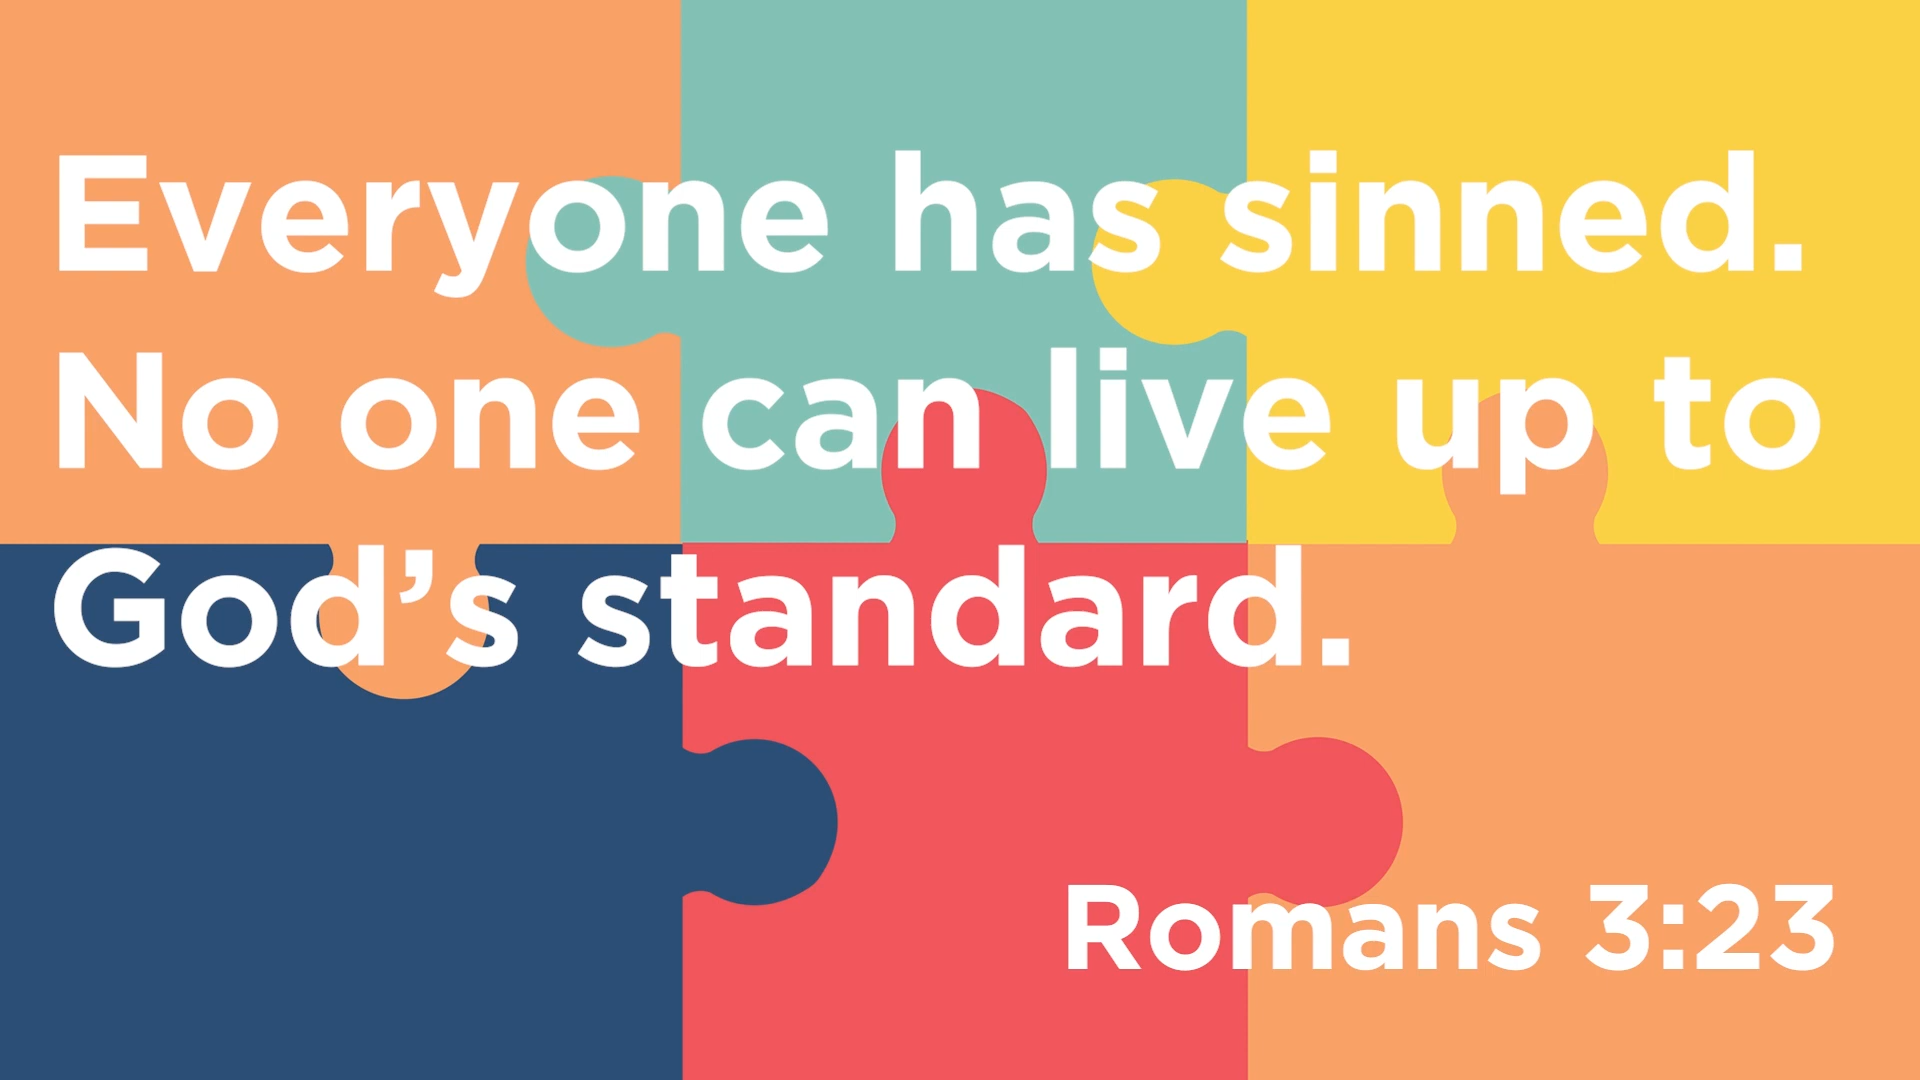 Everyone has sinned.
No one can live up to
God’s standard.
Romans 3:23